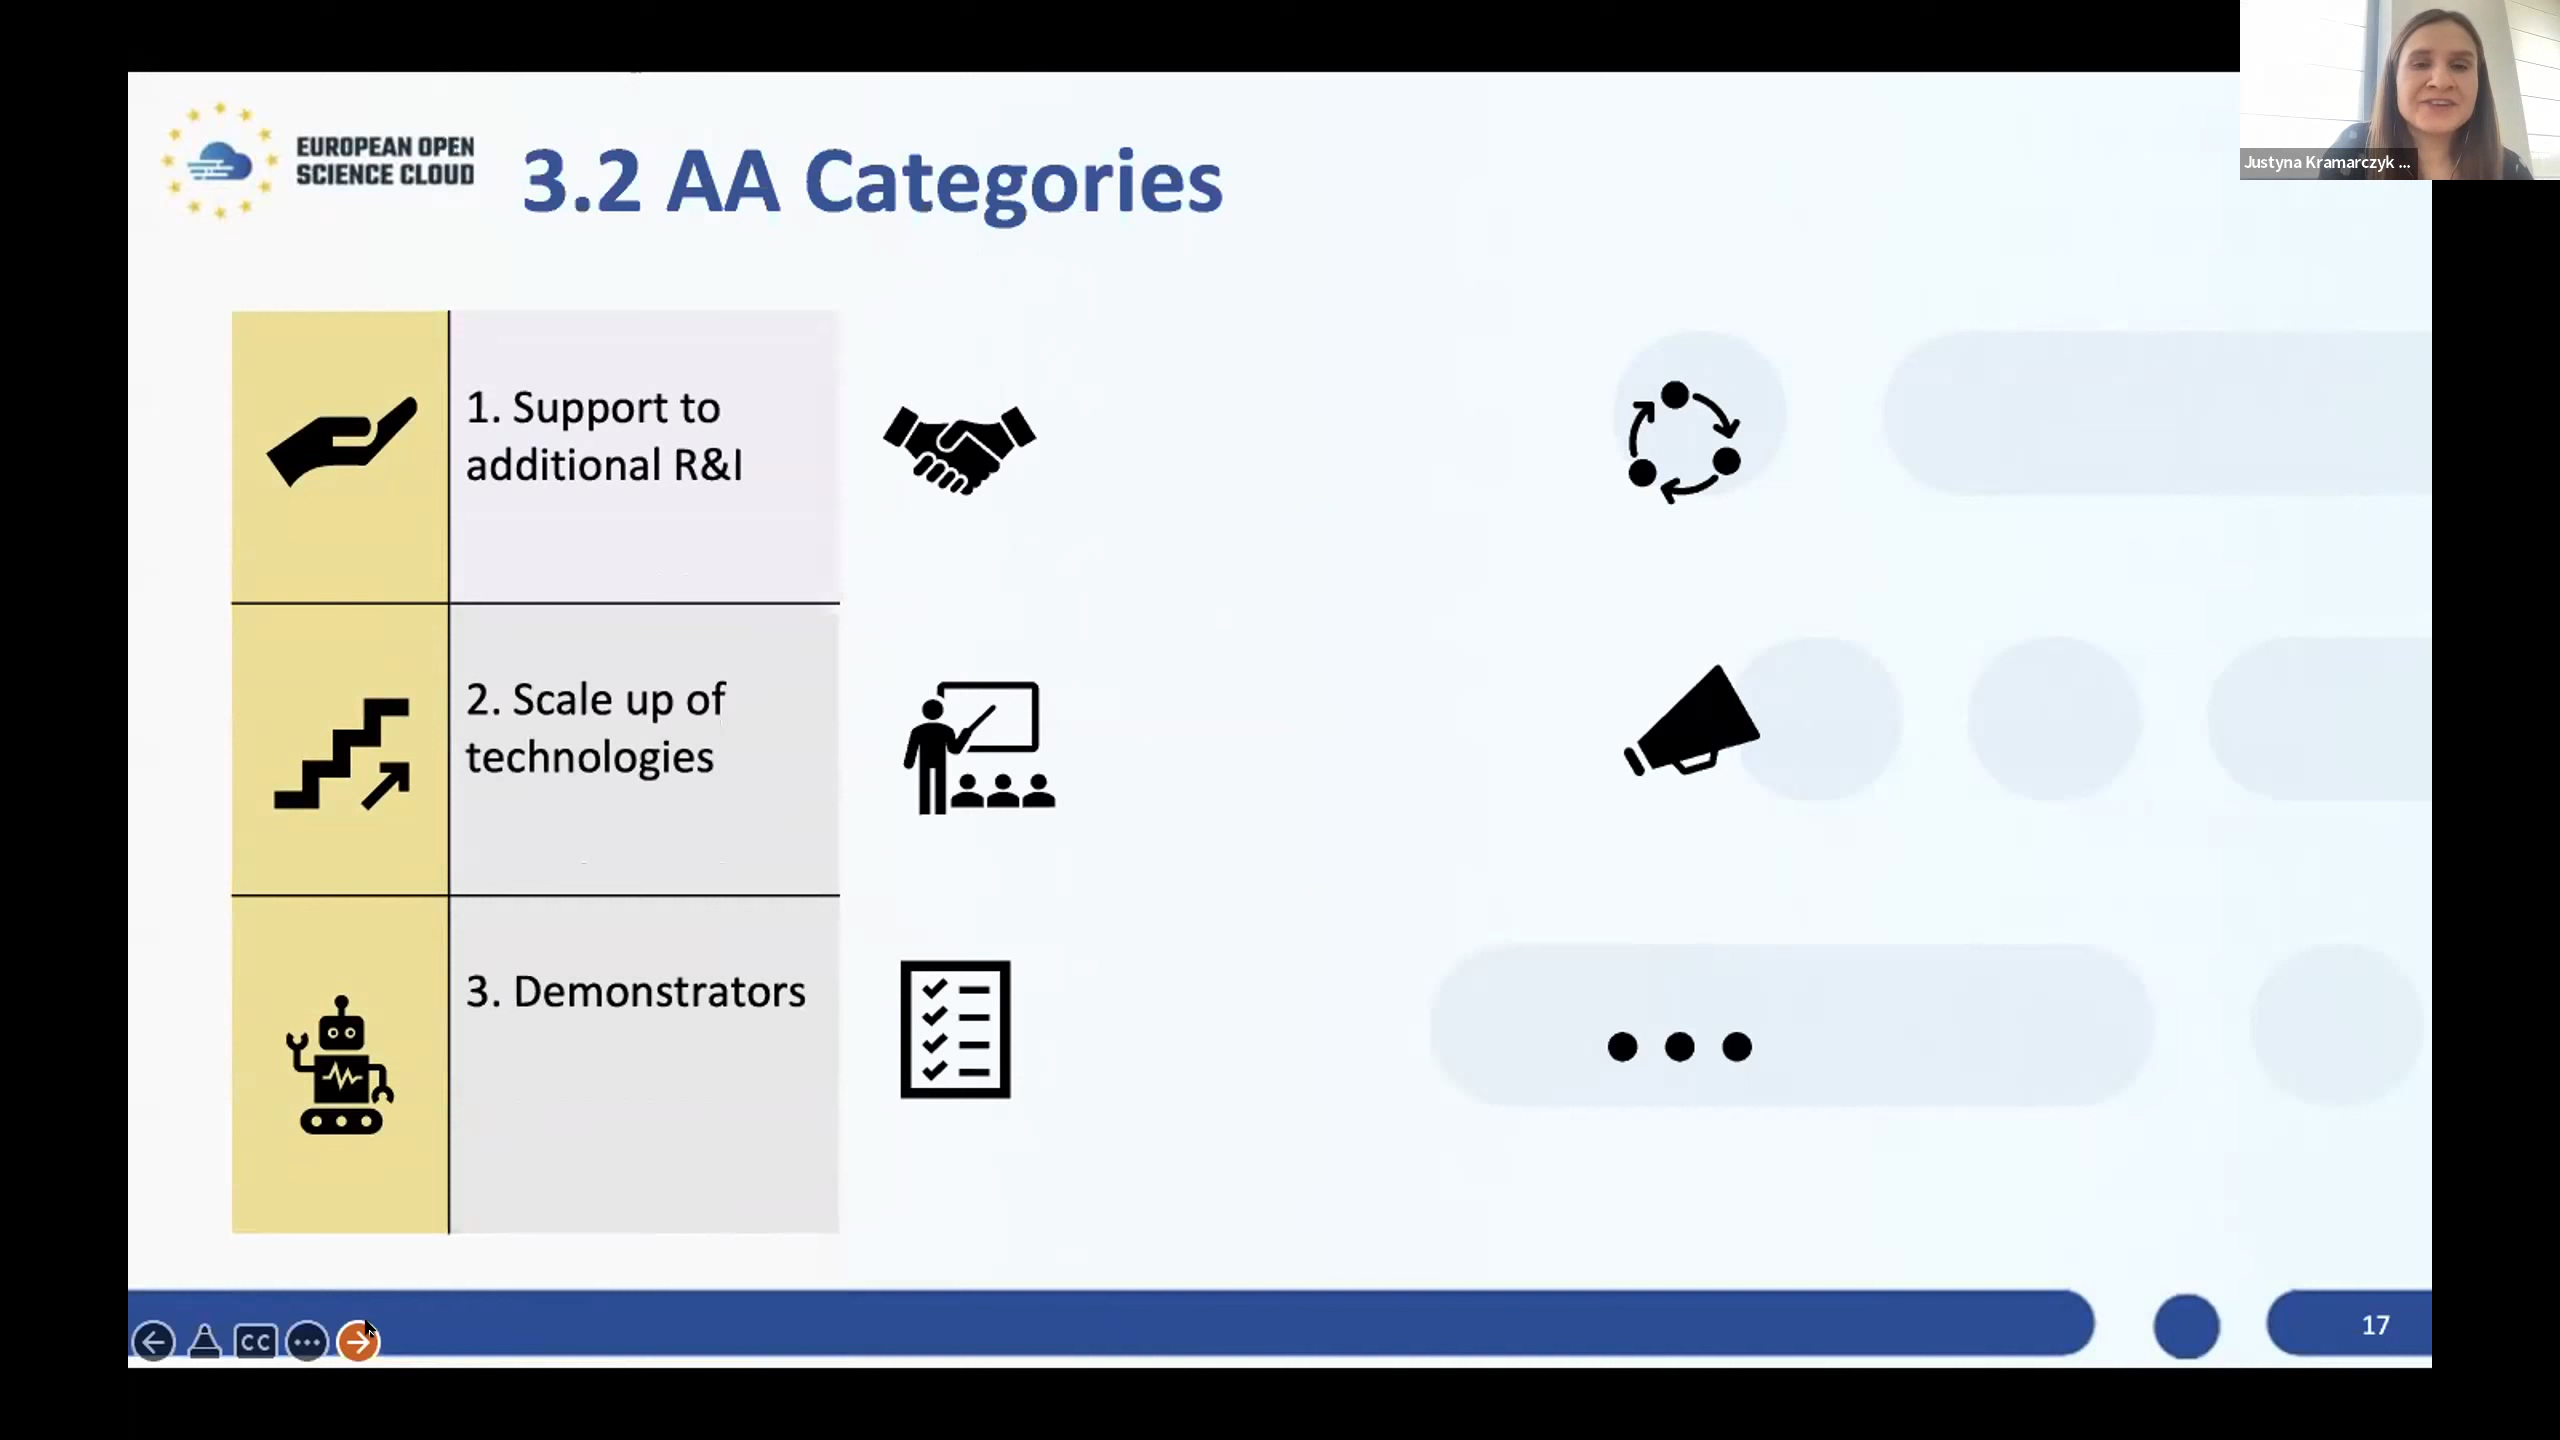 EUROPEAN OPEN
SCIENCE CLOUD
3.2 AA Categories
Justyna Kramarczyk ...
1. Support to
additional R&I
2. Scale up of
technologies
3. Demonstrators
CC
17